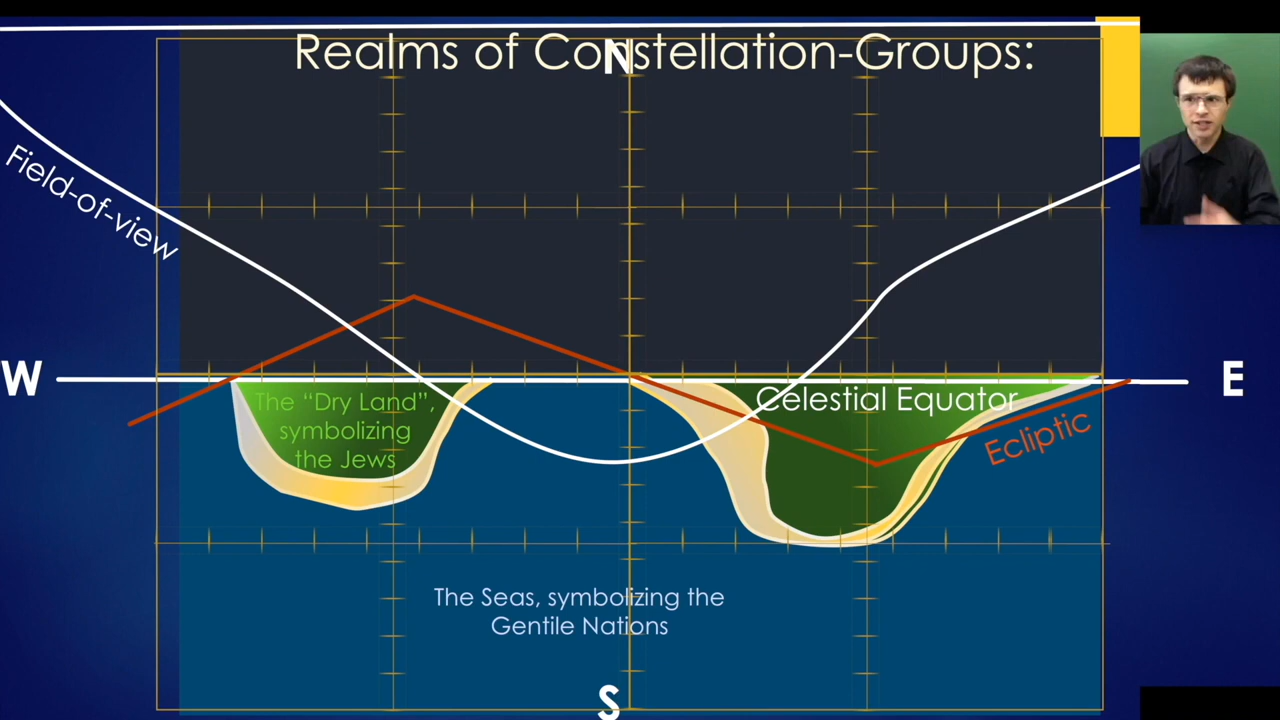 Realms of Constellation-Groups:
N
Field-of-view
W
E
The “Dry Land”,
symbolizing
the Jews
Celestial Equator
Ecliptic
The Seas, symbolizing the
Gentile Nations
S